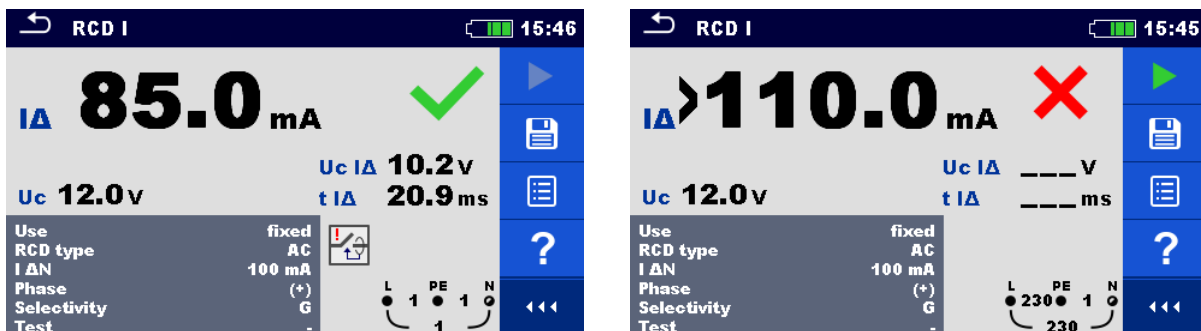 RCD I 15:46
IΔ 85.0 mA
Uc IΔ 10.2 V
Uc 12.0 V t IΔ 20.9 ms
Use fixed
RCD type AC
I ΔN 100 mA
Phase (+)
Selectivity G
Test -
L PE N
1 1
1
?
RCD I 15:45
IΔ >110.0 mA
Uc IΔ ___ V
Uc 12.0 V t IΔ ___ ms
Use fixed
RCD type AC
I ΔN 100 mA
Phase (+)
Selectivity G
Test -
L PE N
230 1
230
?